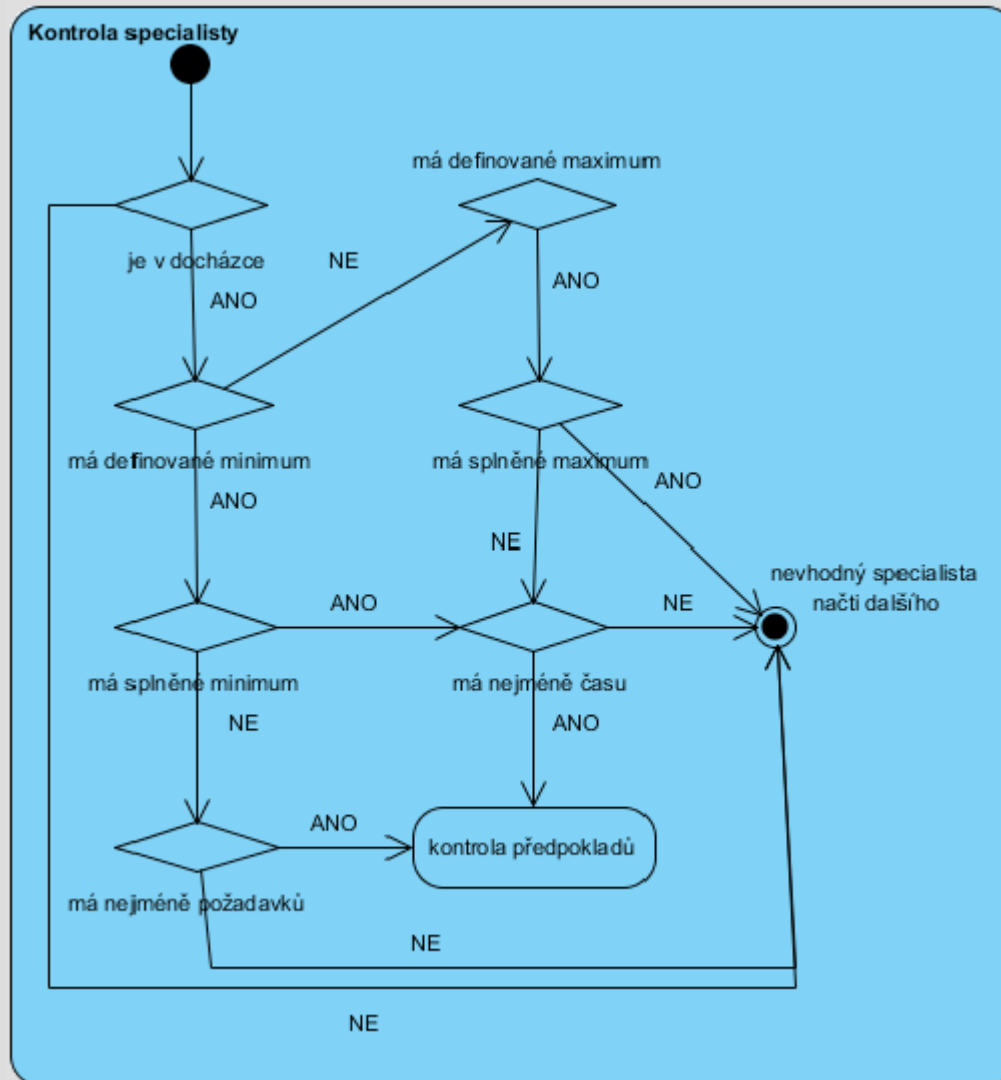 Kontrola specialisty
má definované maximum
je v docházce
NE
ANO
ANO
má definované minimum
má splněné maximum
ANO
ANO
NE
nevhodný specialista
načti dalšího
ANO
NE
má splněné minimum
má nejméně času
NE
ANO
ANO
kontrola předpokladů
má nejméně požadavků
NE
NE